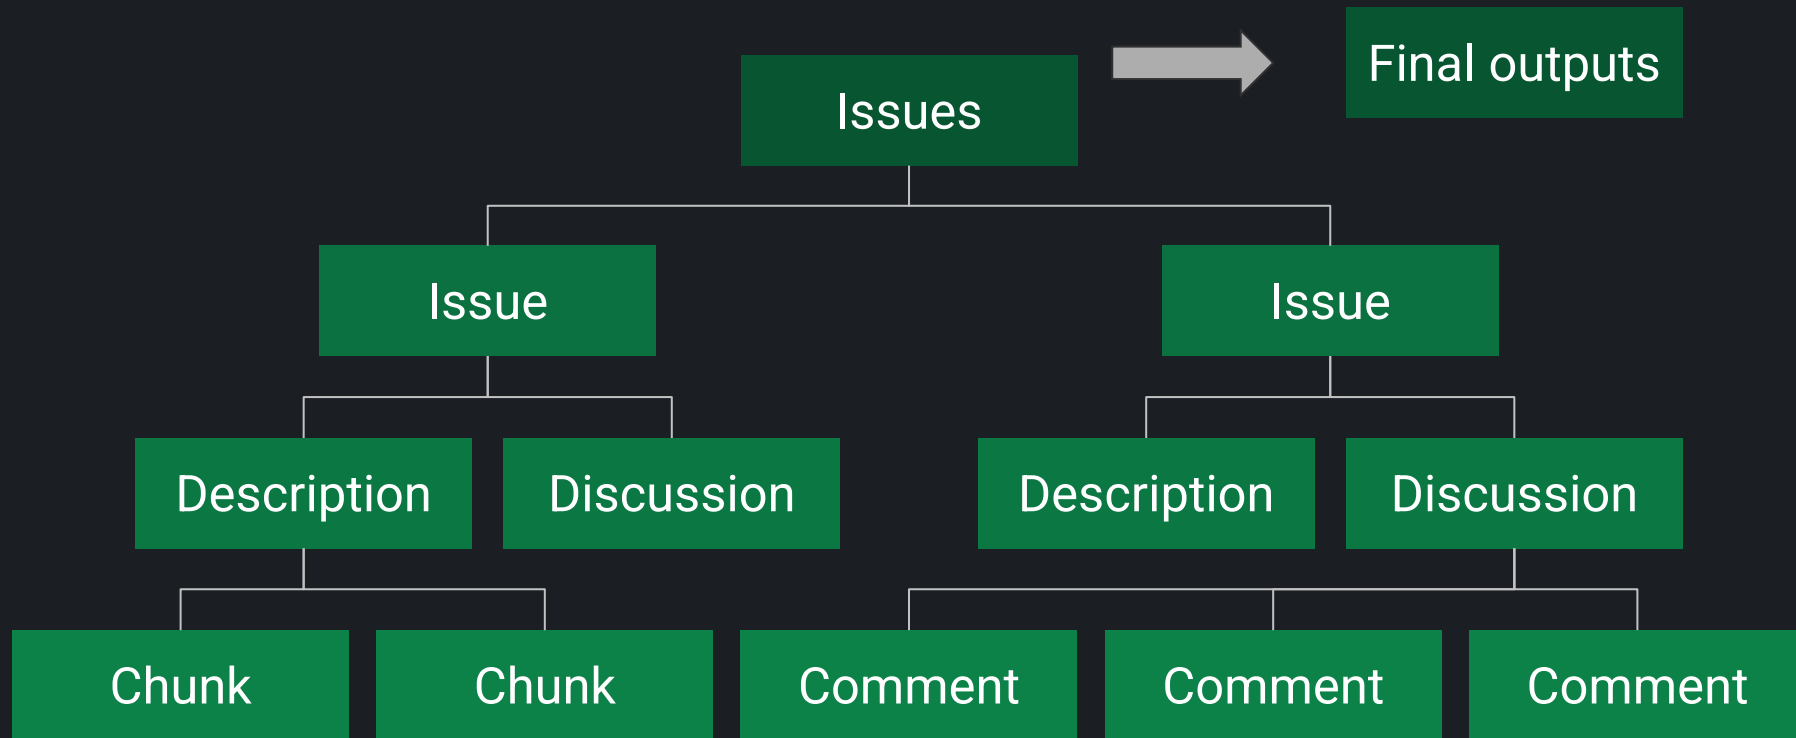 Final outputs
Issues
Issue
Issue
Description
Discussion
Description
Discussion
Chunk
Chunk
Comment
Comment
Comment